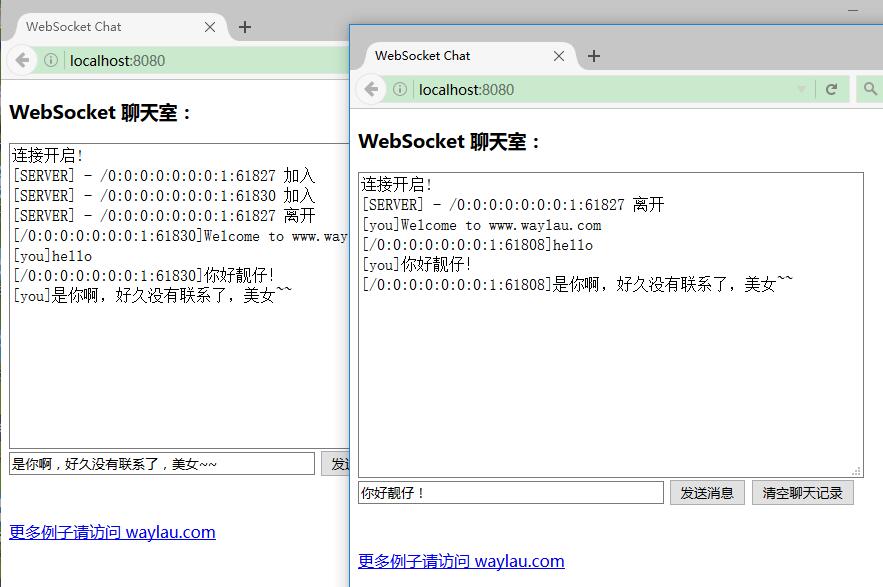 WebSocket Chat
localhost:8080
WebSocket 聊天室：
连接开启!
[SERVER] - /0:0:0:0:0:0:0:1:61827 加入
[SERVER] - /0:0:0:0:0:0:0:1:61830 加入
[SERVER] - /0:0:0:0:0:0:0:1:61827 离开
[/0:0:0:0:0:0:0:1:61830]Welcome to www.way
[you]hello
[/0:0:0:0:0:0:0:1:61830]你好靓仔!
[you]是你啊，好久没有联系了，美女~~
是你啊，好久没有联系了，美女~~
发
更多例子请访问 waylau.com
WebSocket Chat
localhost:8080
WebSocket 聊天室：
连接开启!
[SERVER] - /0:0:0:0:0:0:0:1:61827 离开
[you]Welcome to www.waylau.com
[/0:0:0:0:0:0:0:1:61808]hello
[you]你好靓仔!
[/0:0:0:0:0:0:0:1:61808]是你啊，好久没有联系了，美女~~
你好靓仔！
发送消息
清空聊天记录
更多例子请访问 waylau.com